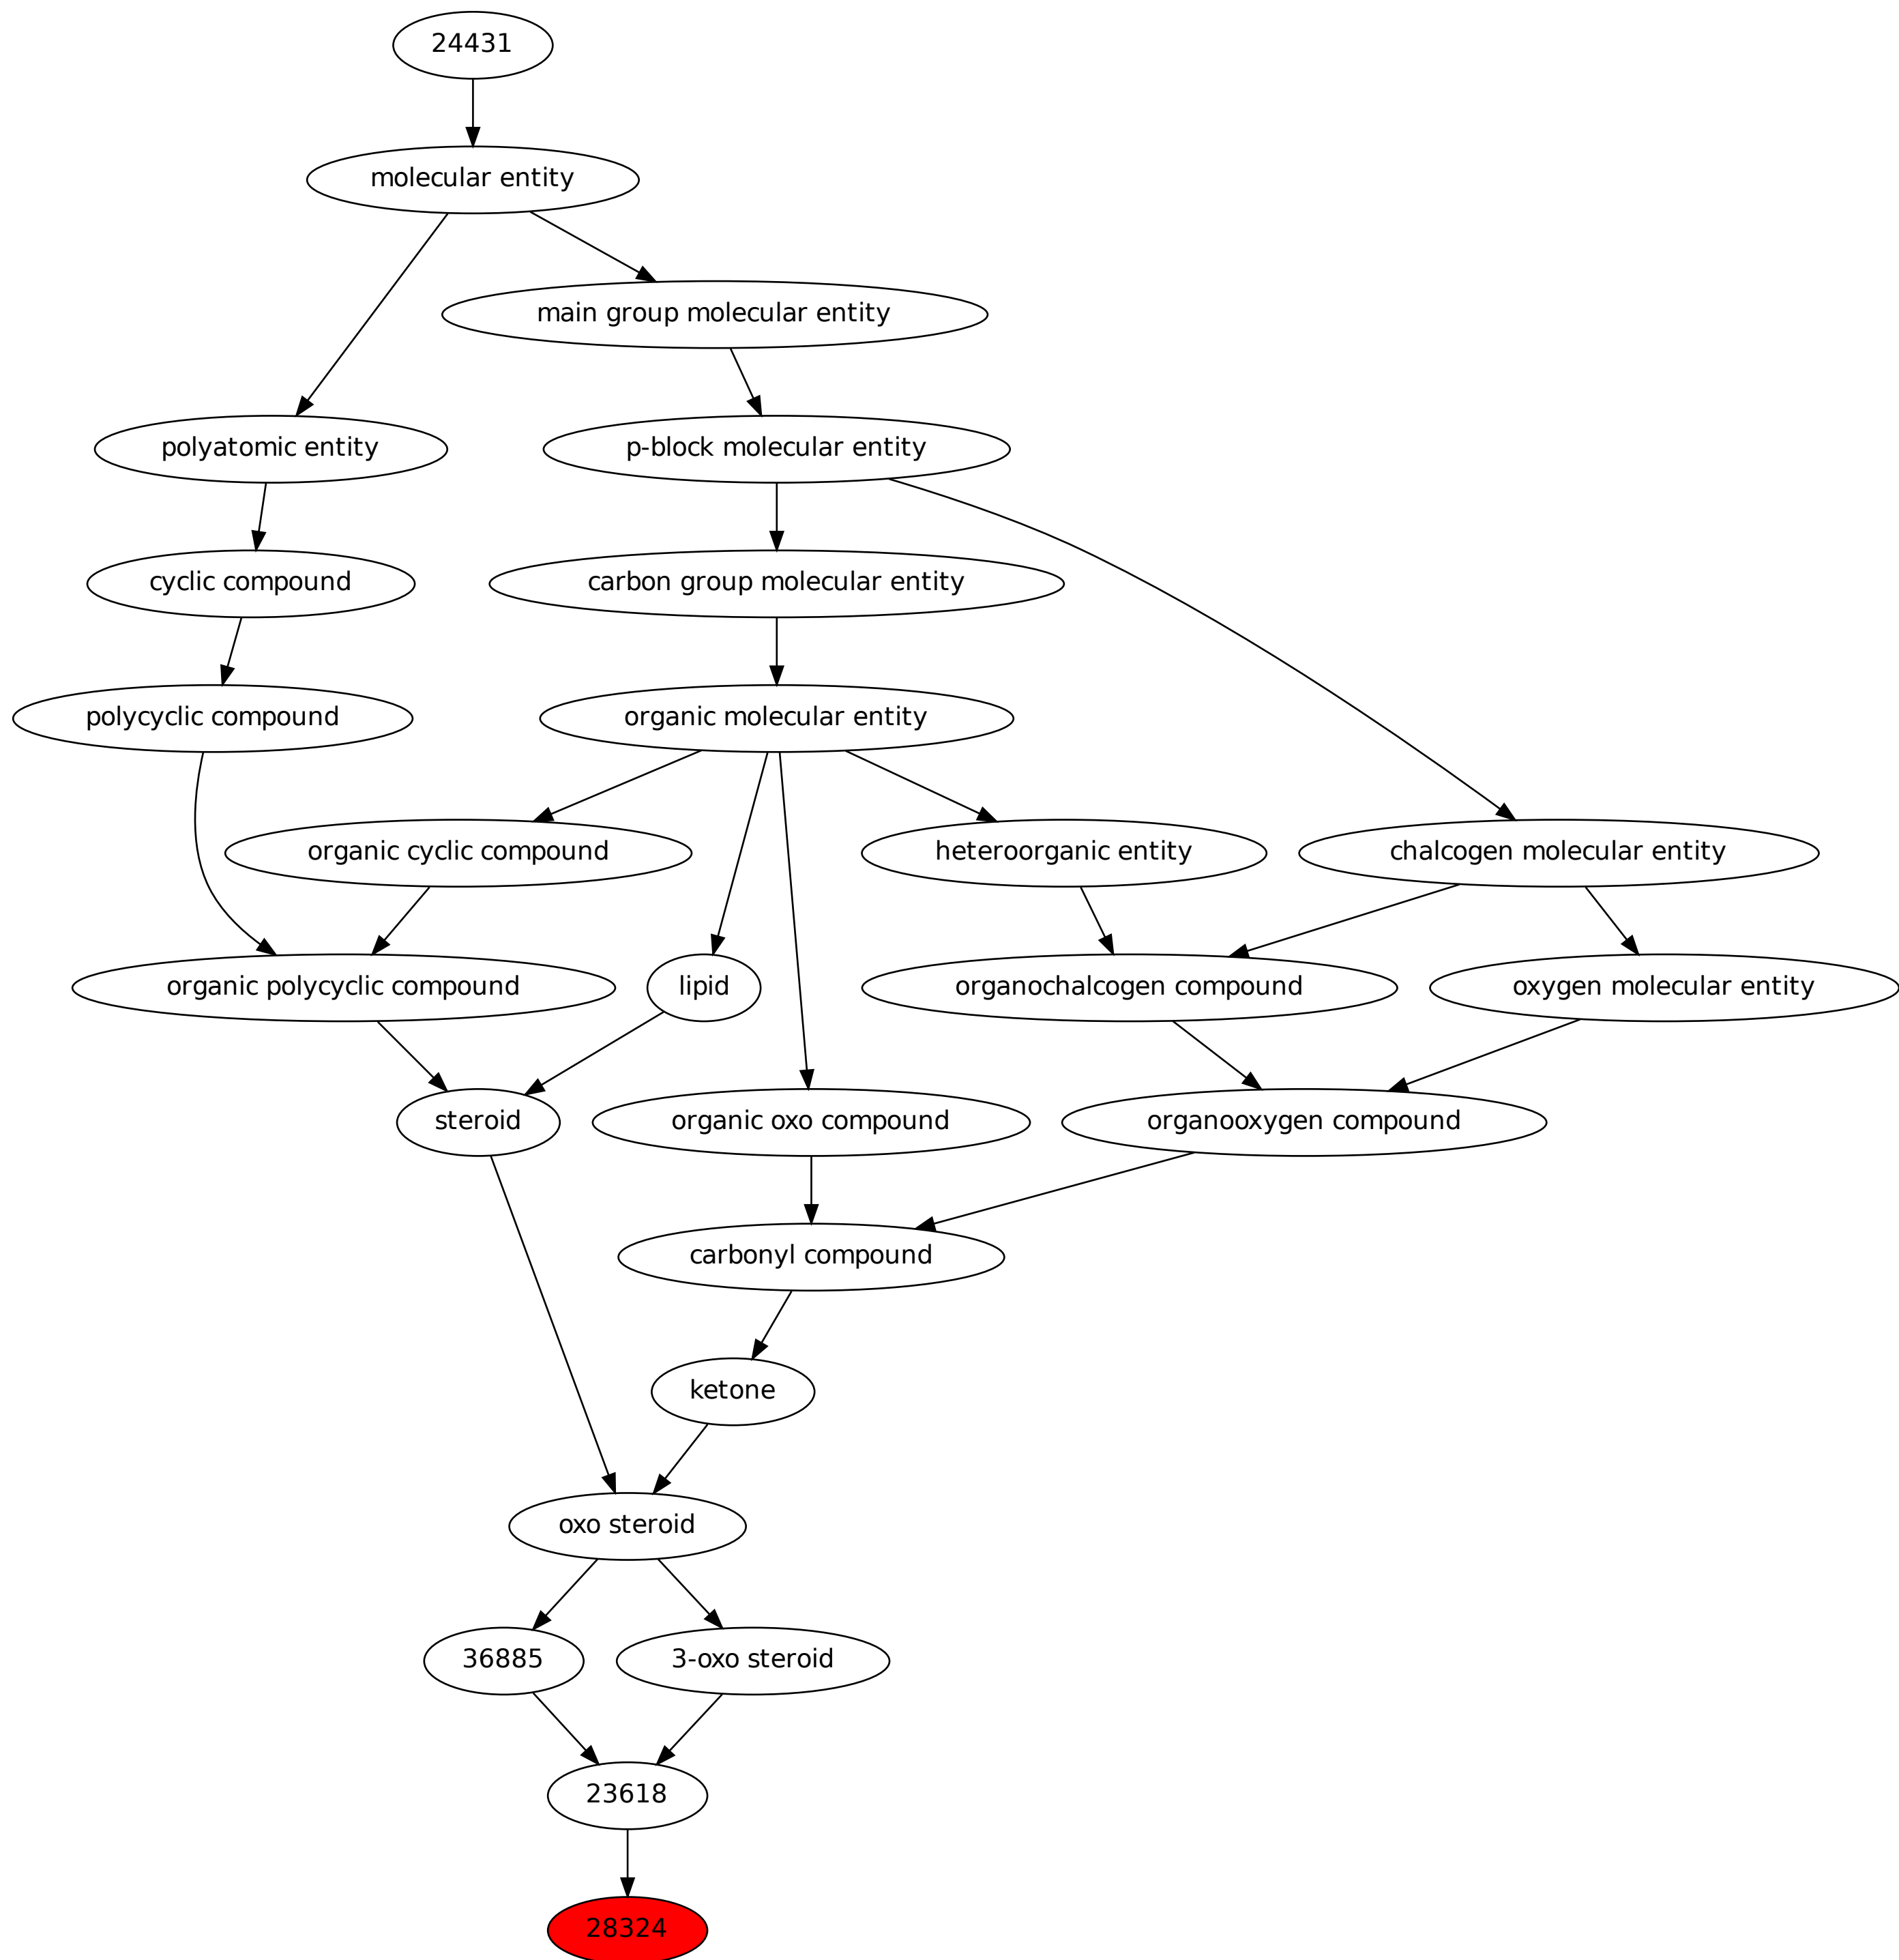 24431
molecular entity
main group molecular entity
polyatomic entity
p-block molecular entity
cyclic compound
carbon group molecular entity
polycyclic compound
organic molecular entity
organic cyclic compound
heteroorganic entity
chalcogen molecular entity
organic polycyclic compound
lipid
organochalcogen compound
oxygen molecular entity
steroid
organic oxo compound
organooxygen compound
carbonyl compound
ketone
oxo steroid
36885
3-oxo steroid
23618
28324